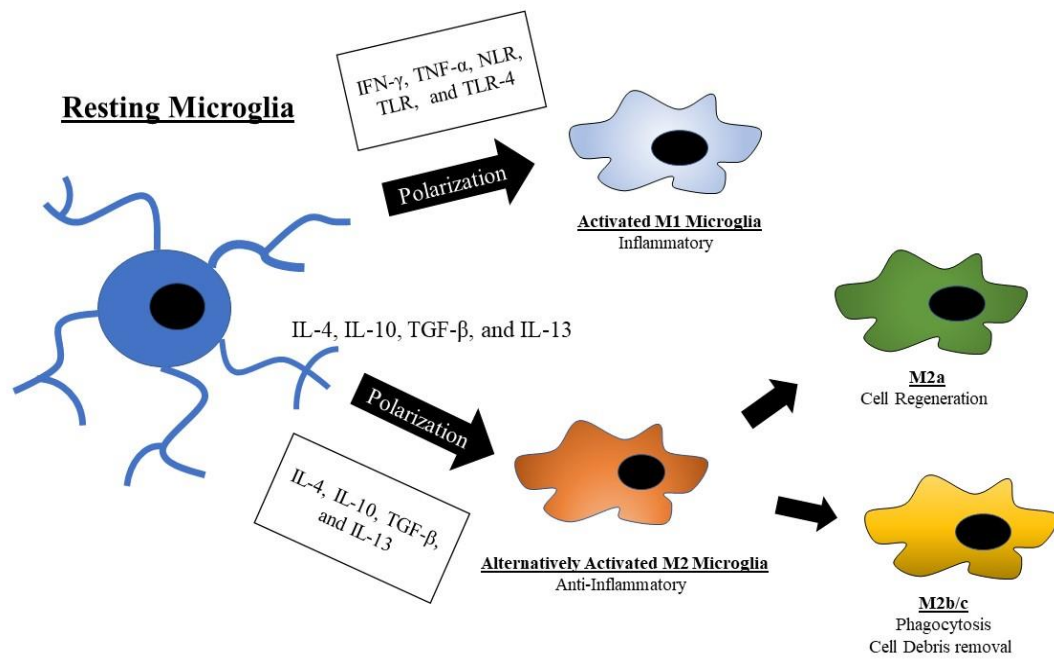 Resting Microglia
IFN-γ, TNF-α, NLR,
TLR, and TLR-4
Polarization
Activated M1 Microglia
Inflammatory
IL-4, IL-10, TGF-β, and IL-13
Polarization
IL-4, IL-10, TGF-β,
and IL-13
Alternatively Activated M2 Microglia
Anti-Inflammatory
M2a
Cell Regeneration
M2b/c
Phagocytosis
Cell Debris removal